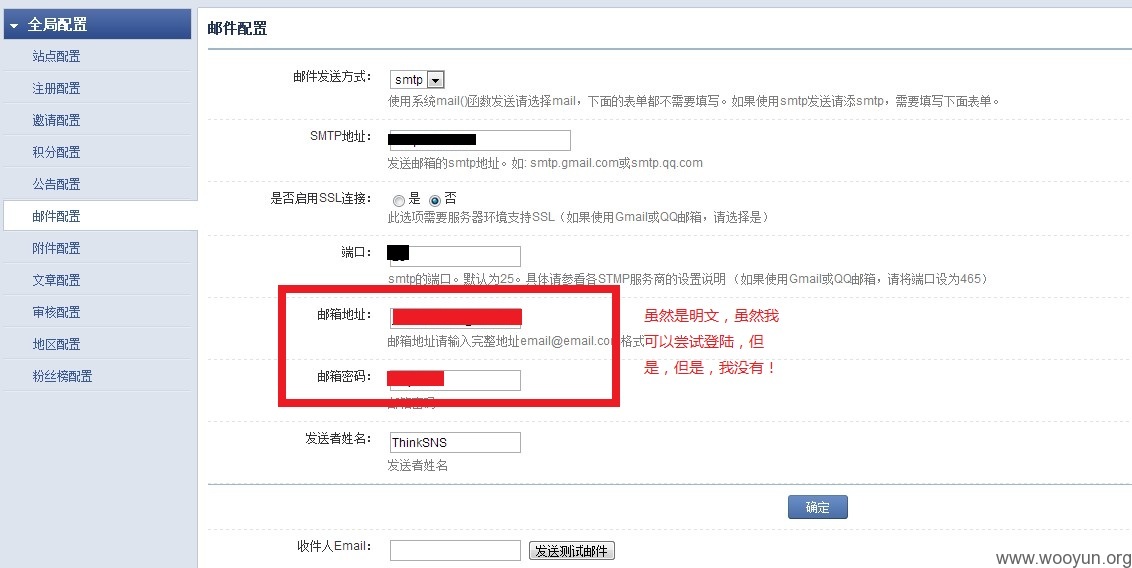 全局配置
站点配置
注册配置
邀请配置
积分配置
公告配置
邮件配置
附件配置
文章配置
审核配置
地区配置
粉丝榜配置
邮件配置
邮件发送方式: smtp
使用系统mail()函数发送请选择mail，下面的表单都不需要填写。如果使用smtp发送请添smtp，需要填写下面表单。
SMTP地址:
发送邮箱的smtp地址。如: smtp.gmail.com或smtp.qq.com
是否启用SSL连接: 是 否
此选项需要服务器环境支持SSL（如果使用Gmail或QQ邮箱，请选择是）
端口:
smtp的端口。默认为25。具体请参看各STMP服务商的设置说明（如果使用Gmail或QQ邮箱，请将端口设为465）
邮箱地址:
邮箱地址请输入完整地址email@email.com格式
邮箱密码:
邮箱密码
虽然是明文，虽然我
可以尝试登陆，但
是，但是，我没有！
发送者姓名: ThinkSNS
发送者姓名
确定
收件人Email: 发送测试邮件
www.wooyun.org